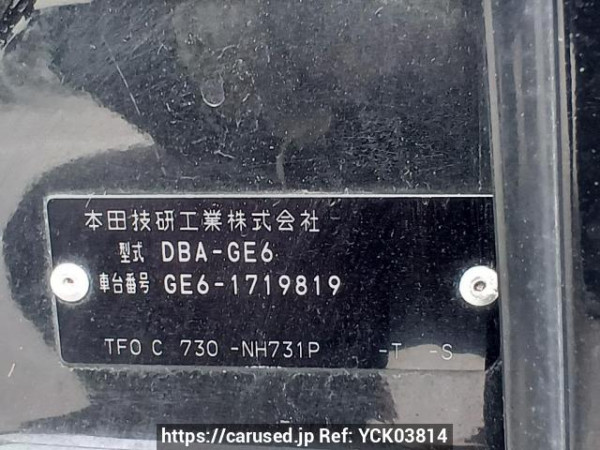 本田技研工業株式会社
型式 DBA-GE6
車台番号 GE6-1719819
TFO C 730 -NH731P -T -S
https://carused.jp Ref: YCK03814